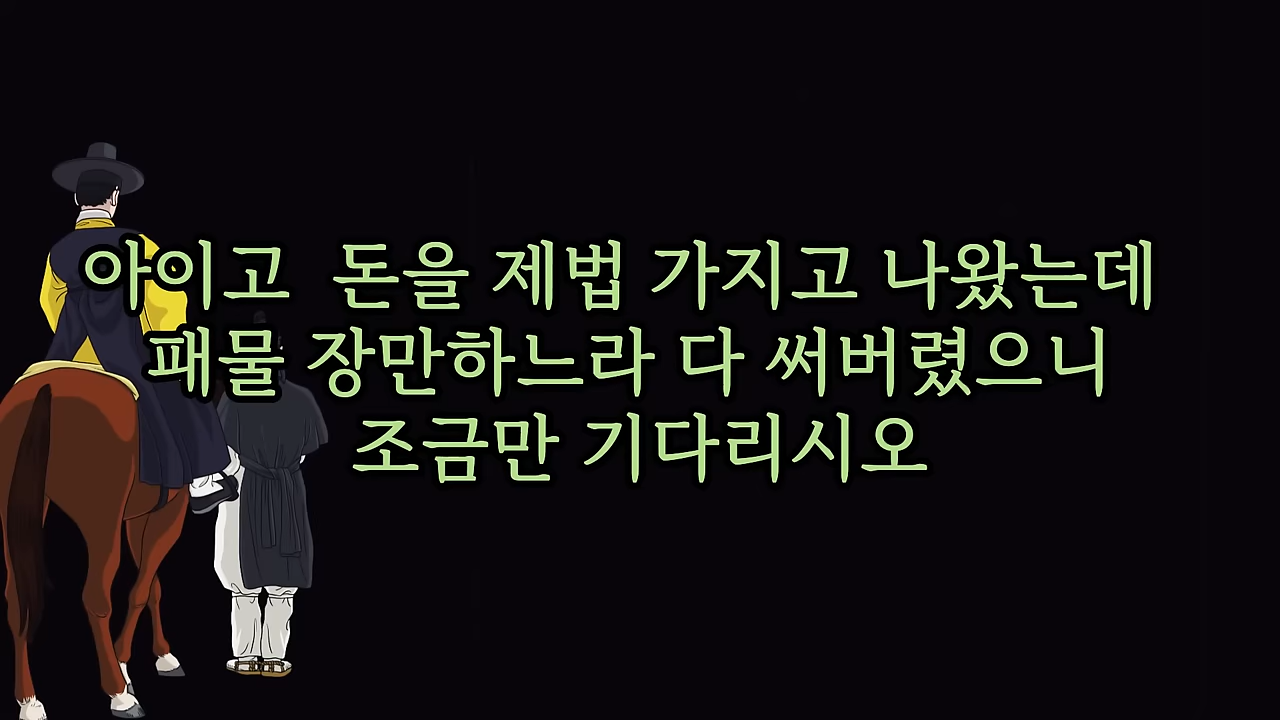 아이고  돈을 제법 가지고 나왔는데
패물 장만하느라 다 써버렸으니
조금만 기다리시오